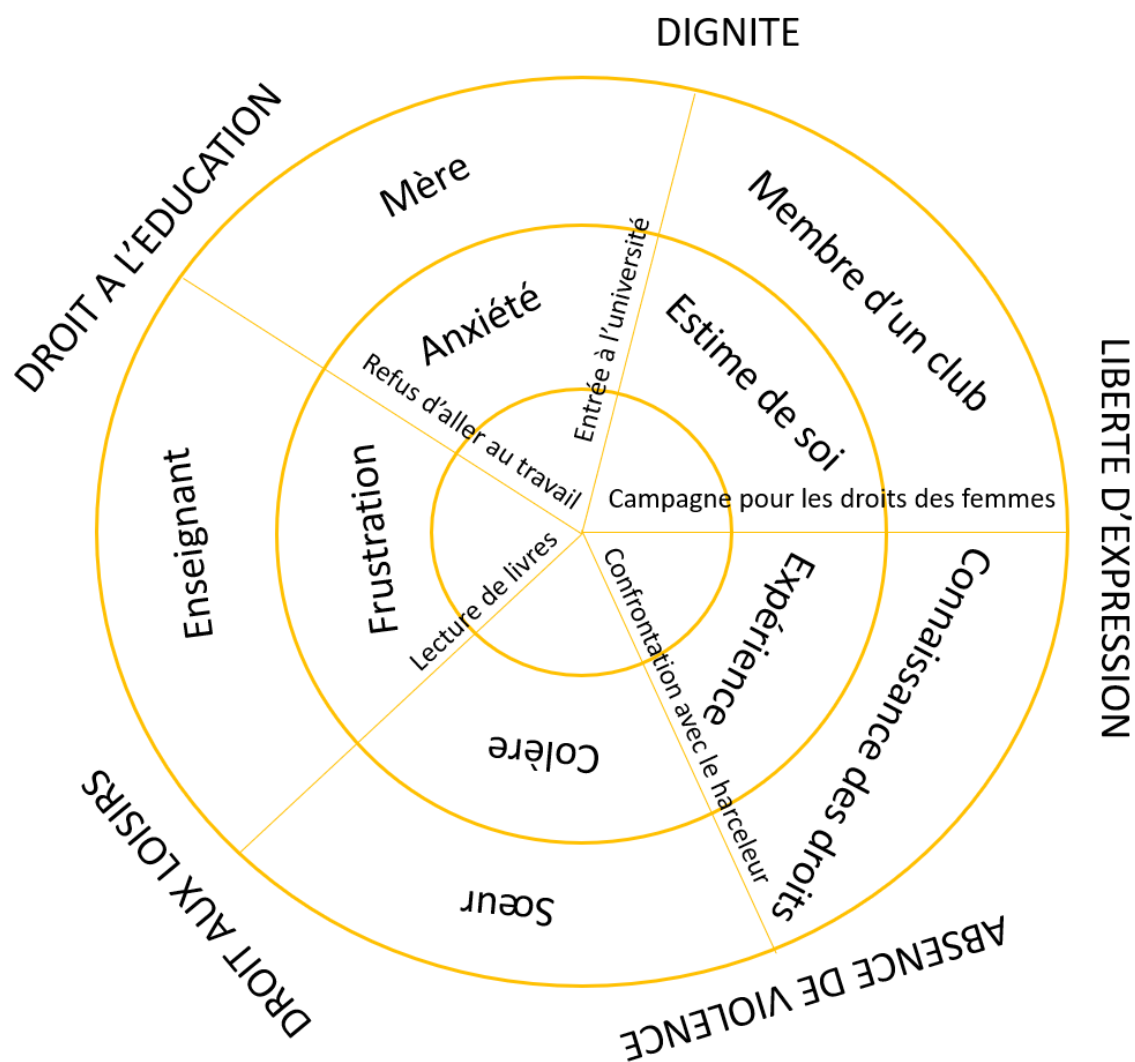 DIGNITE
DROIT A L'EDUCATION
Mère
Membre d'un club
Entrée à l'université
Anxiété
Estime de soi
LIBERTE D'EXPRESSION
Refus d'aller au travail
Enseignant
Frustration
Campagne pour les droits des femmes
Lecture de livres
Confrontation avec le harceleur
Expérience
Connaissance des droits
Colère
Sœur
DROIT AUX LOISIRS
ABSENCE DE VIOLENCE